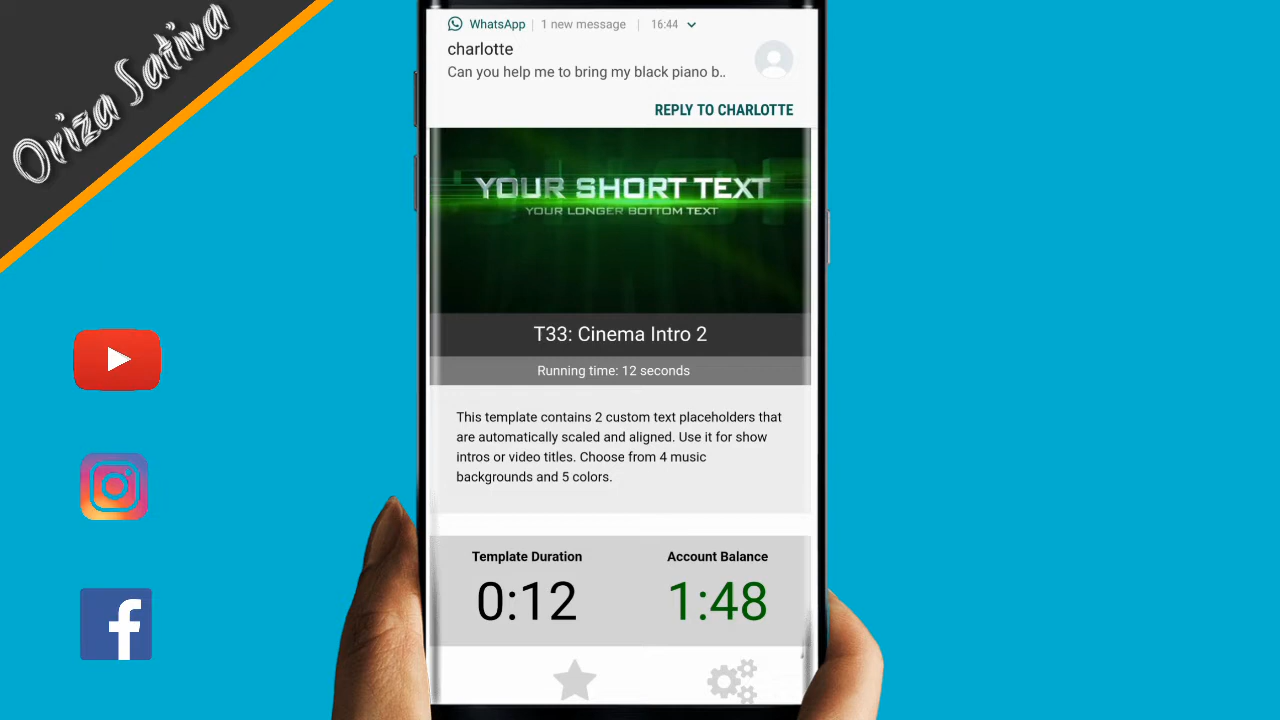 Oriza Sativa
WhatsApp | 1 new message | 16:44
charlotte
Can you help me to bring my black piano b..
REPLY TO CHARLOTTE
YOUR SHORT TEXT
YOUR LONGER BOTTOM TEXT
T33: Cinema Intro 2
Running time: 12 seconds
This template contains 2 custom text placeholders that
are automatically scaled and aligned. Use it for show
intros or video titles. Choose from 4 music
backgrounds and 5 colors.
Template Duration Account Balance
0:12 1:48